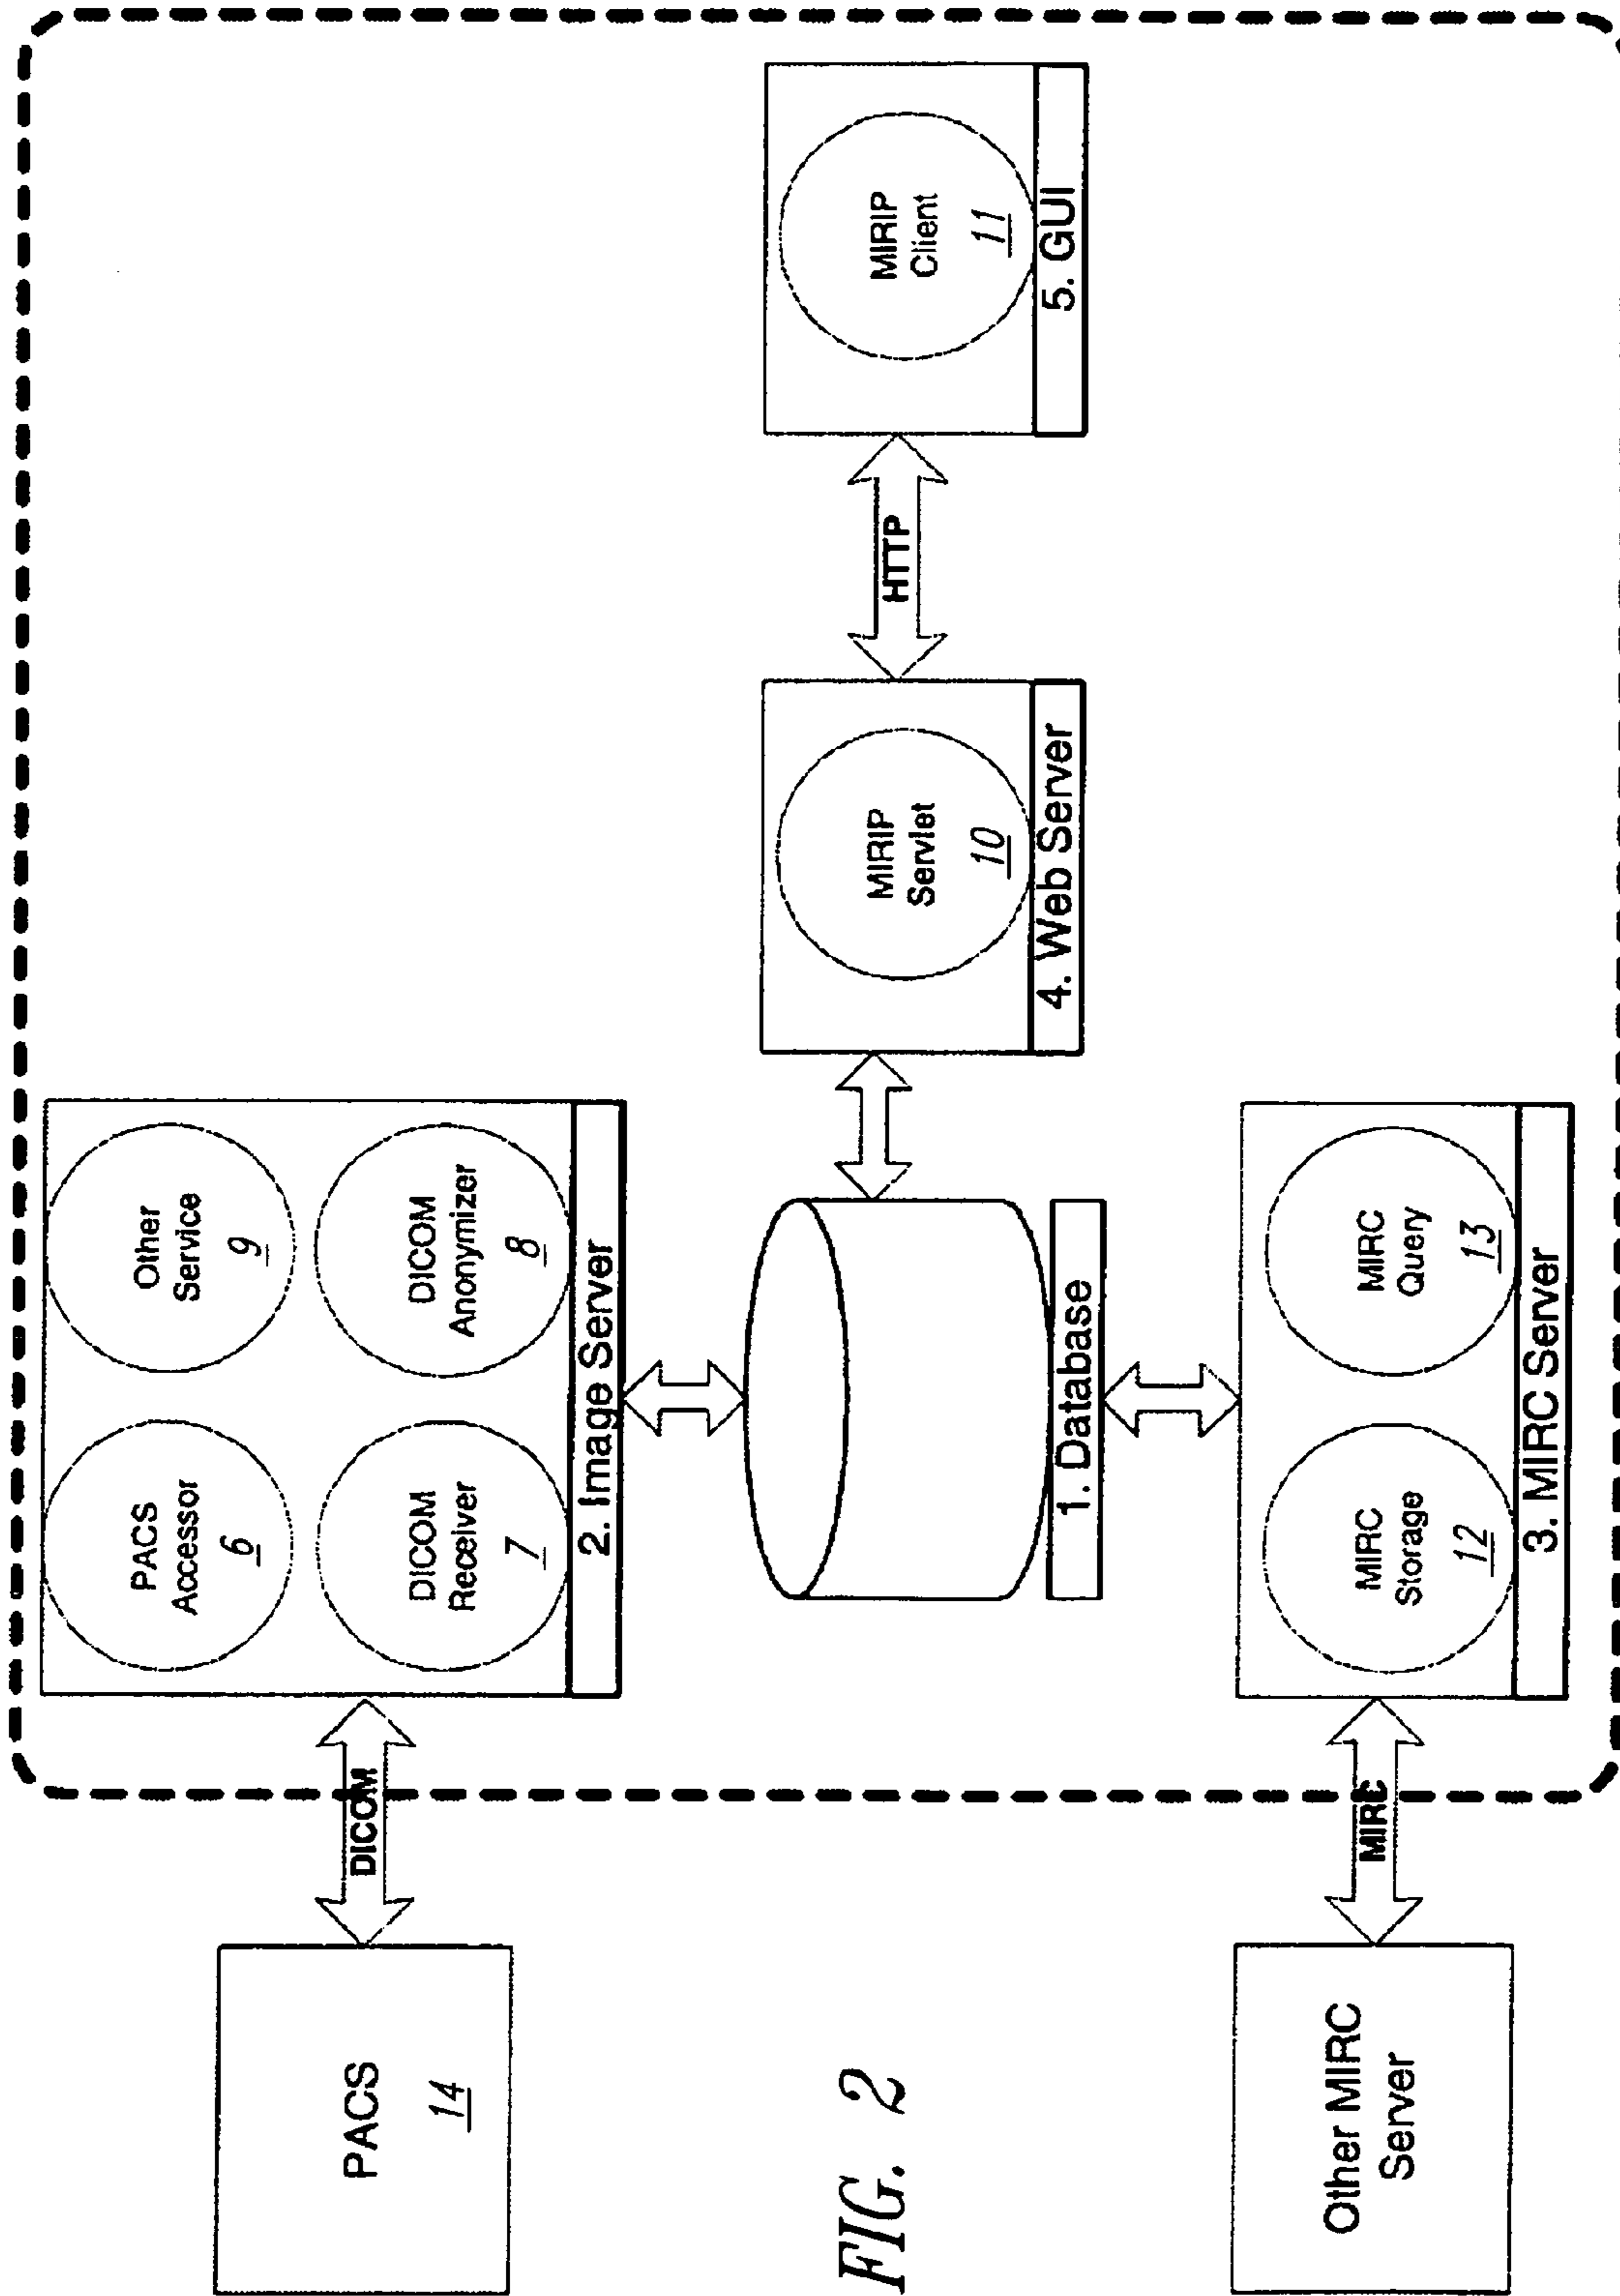 PACS
14
DICOM
PACS
Accessor
6
Other
Service
9
DICOM
Receiver
7
DICOM
Anonymizer
8
2. Image Server
1. Database
MIRIP
Servlet
10
4. Web Server
HTTP
MIRIP
Client
11
5. GUI
Other MIRC
Server
MIRC
MIRC
Storage
12
MIRC
Query
13
3. MIRC Server
FIG. 2